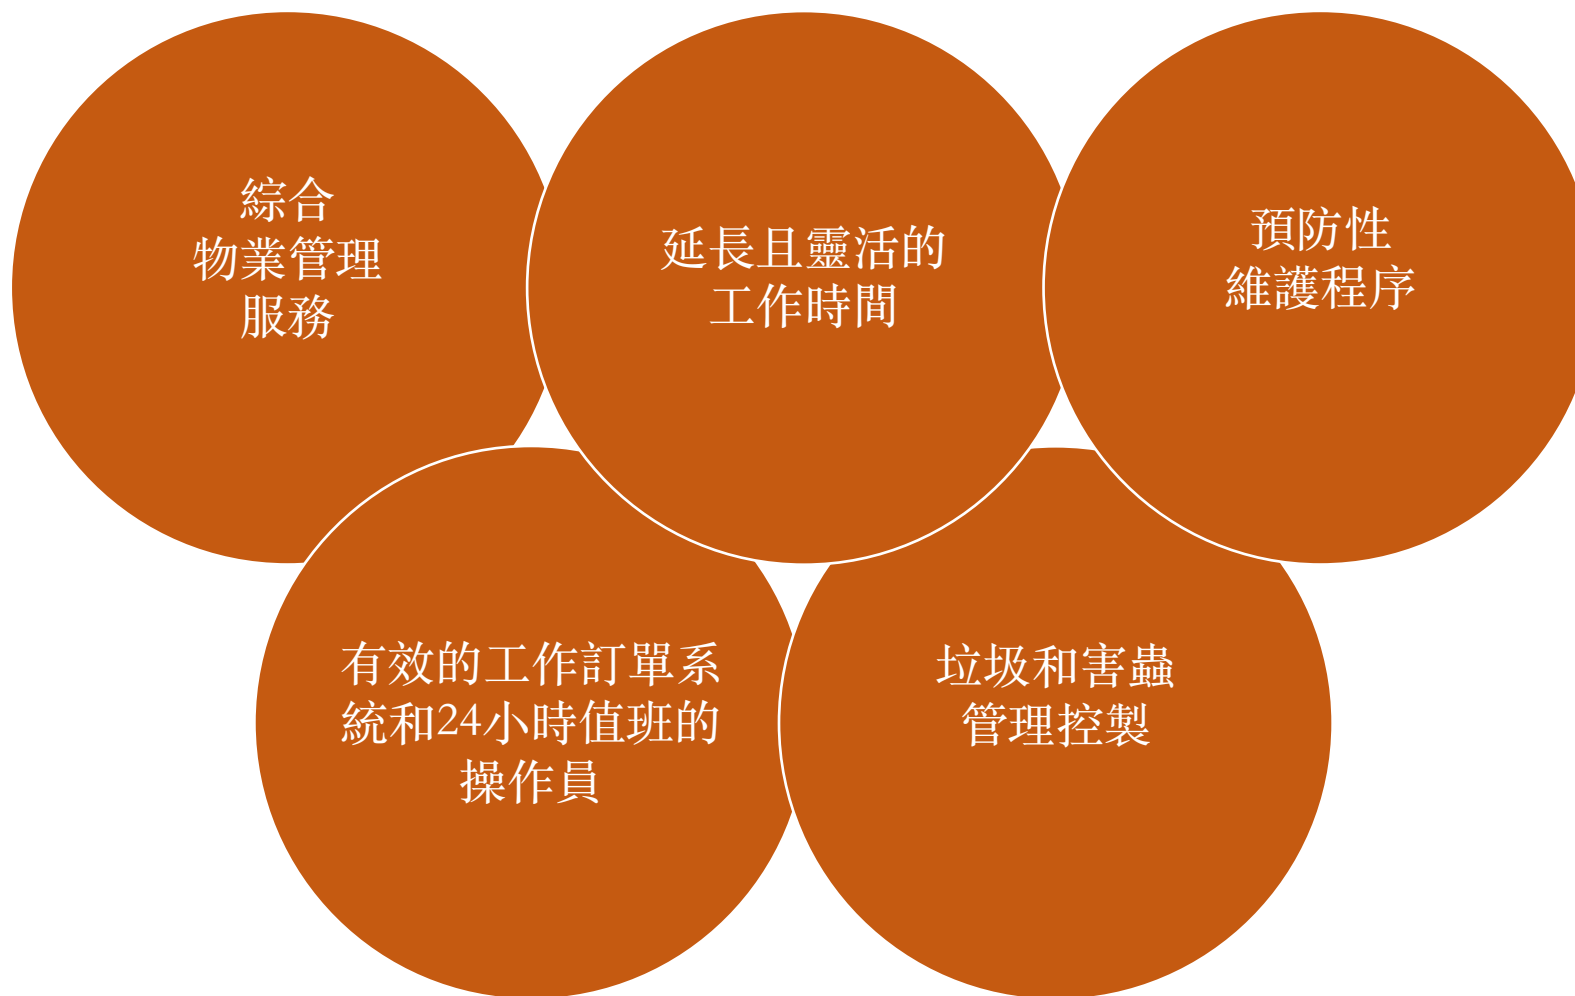 綜合
物業管理
服務
延長且靈活的
工作時間
預防性
維護程序
有效的工作訂單系
統和24小時值班的
操作員
垃圾和害蟲
管理控製